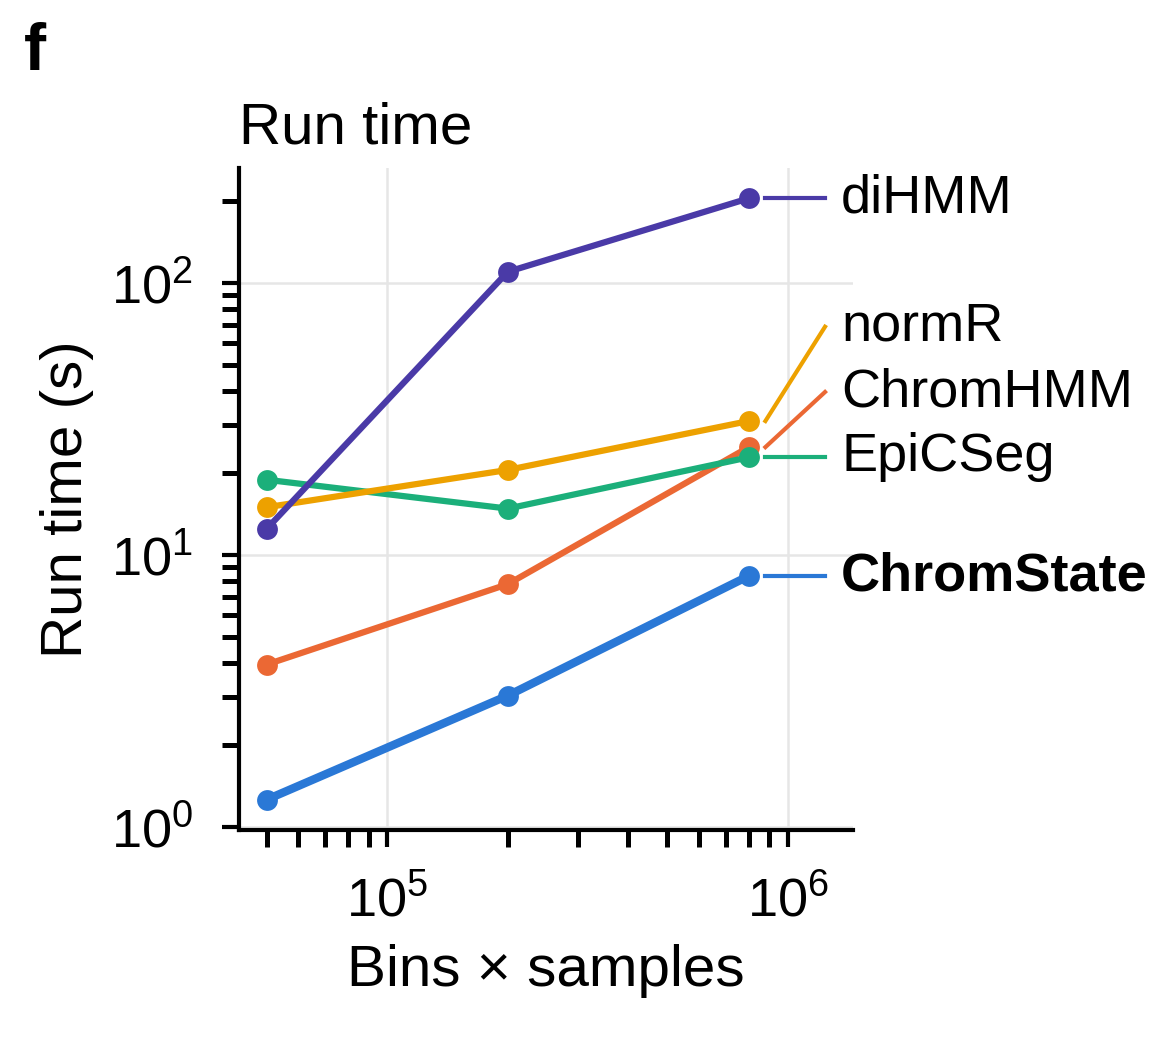 f
Run time
diHMM
10²
normR
ChromHMM
EpiCSeg
Run time (s)
10¹
ChromState
10⁰
10⁵ 10⁶
Bins × samples